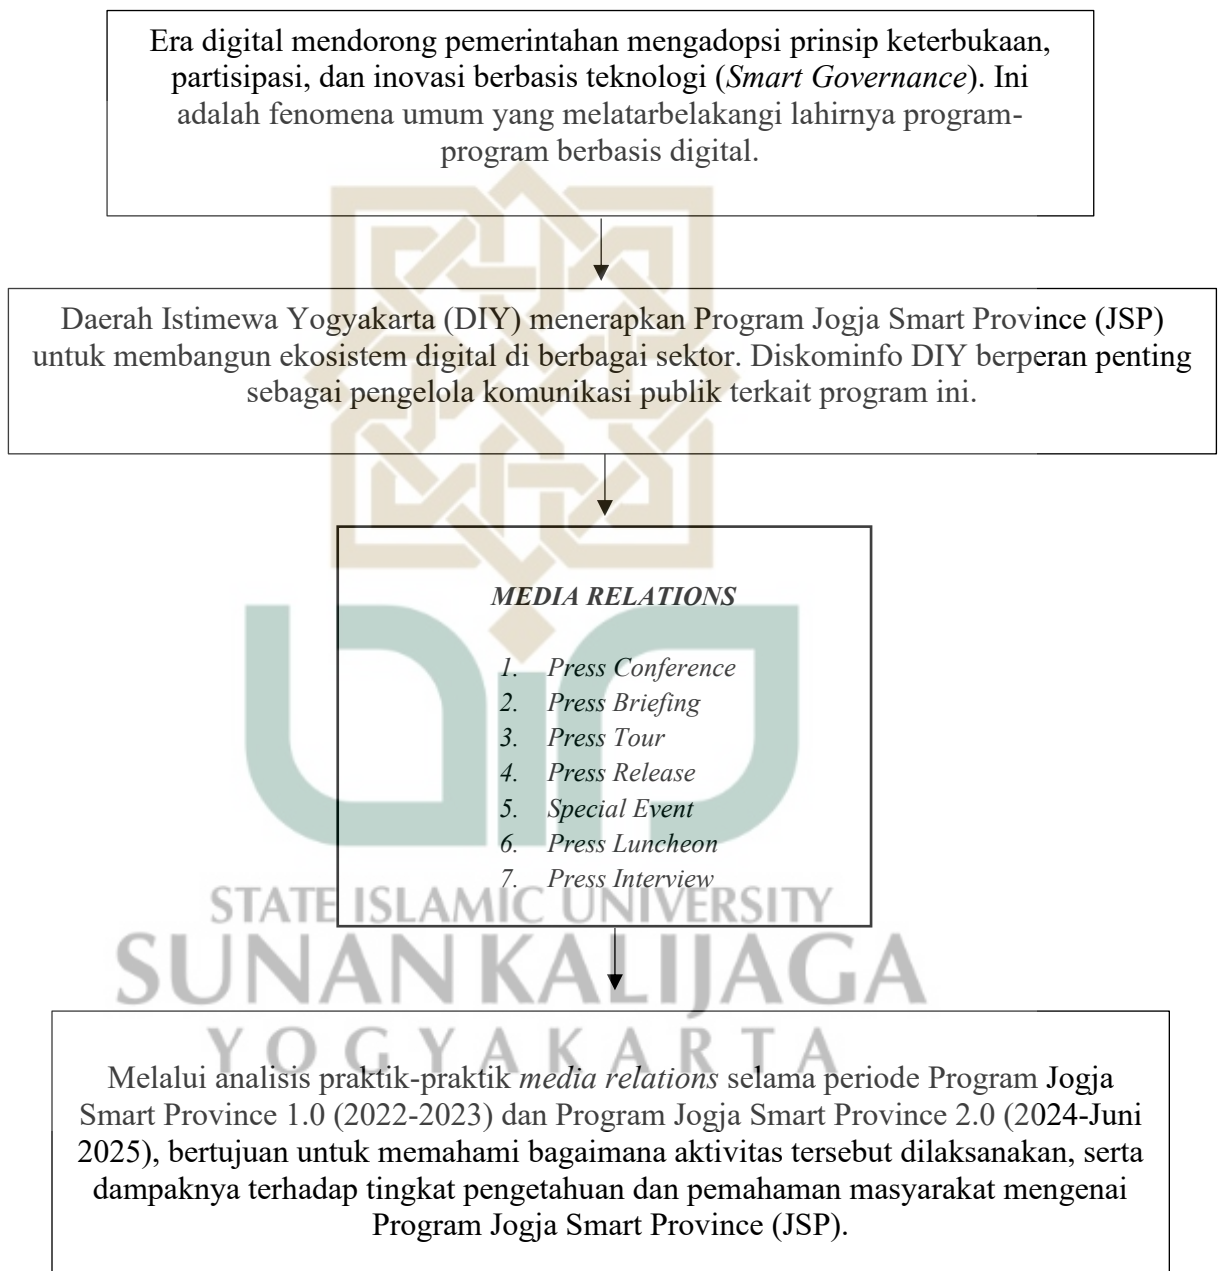 Era digital mendorong pemerintahan mengadopsi prinsip keterbukaan,
partisipasi, dan inovasi berbasis teknologi (Smart Governance). Ini
adalah fenomena umum yang melatarbelakangi lahirnya program-
program berbasis digital.
Daerah Istimewa Yogyakarta (DIY) menerapkan Program Jogja Smart Province (JSP)
untuk membangun ekosistem digital di berbagai sektor. Diskominfo DIY berperan penting
sebagai pengelola komunikasi publik terkait program ini.
MEDIA RELATIONS
1. Press Conference
2. Press Briefing
3. Press Tour
4. Press Release
5. Special Event
6. Press Luncheon
7. Press Interview
STATE ISLAMIC UNIVERSITY
SUNAN KALIJAGA
YOGYAKARTA
Melalui analisis praktik-praktik media relations selama periode Program Jogja
Smart Province 1.0 (2022-2023) dan Program Jogja Smart Province 2.0 (2024-Juni
2025), bertujuan untuk memahami bagaimana aktivitas tersebut dilaksanakan, serta
dampaknya terhadap tingkat pengetahuan dan pemahaman masyarakat mengenai
Program Jogja Smart Province (JSP).